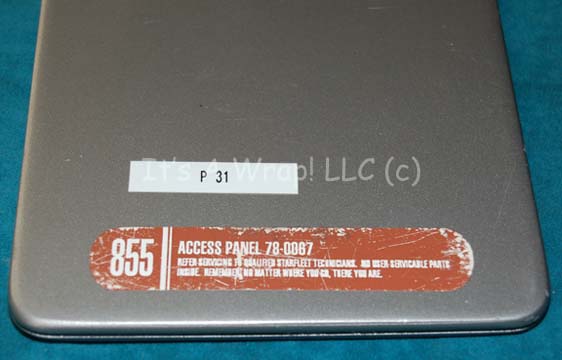 It's A Wrap! LLC (c)
P 31
855
ACCESS PANEL 78-0067
REFER SERVICING TO QUALIFIED STARFLEET TECHNICIANS. NO USER-SERVICABLE PARTS
INSIDE. REMEMBER, NO MATTER WHERE YOU GO, THERE YOU ARE.